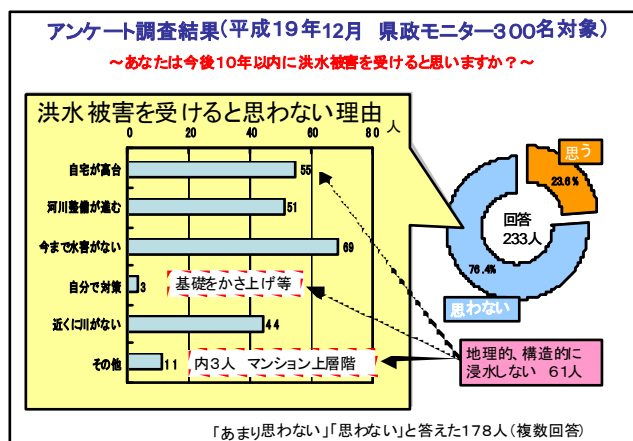 アンケート調査結果(平成19年12月 県政モニター300名対象)
～あなたは今後10年以内に洪水被害を受けると思いますか？～
洪水被害を受けると思わない理由
0 20 40 60 80 人
自宅が高台 55
河川整備が進む 51
今まで水害がない 69
自分で対策 3
基礎をかさ上げ等
近くに川がない 44
その他 11
内3人 マンション上層階
思う
23.6%
回答
233人
76.4%
思わない
地理的、構造的に
浸水しない 61人
「あまり思わない」「思わない」と答えた178人(複数回答)